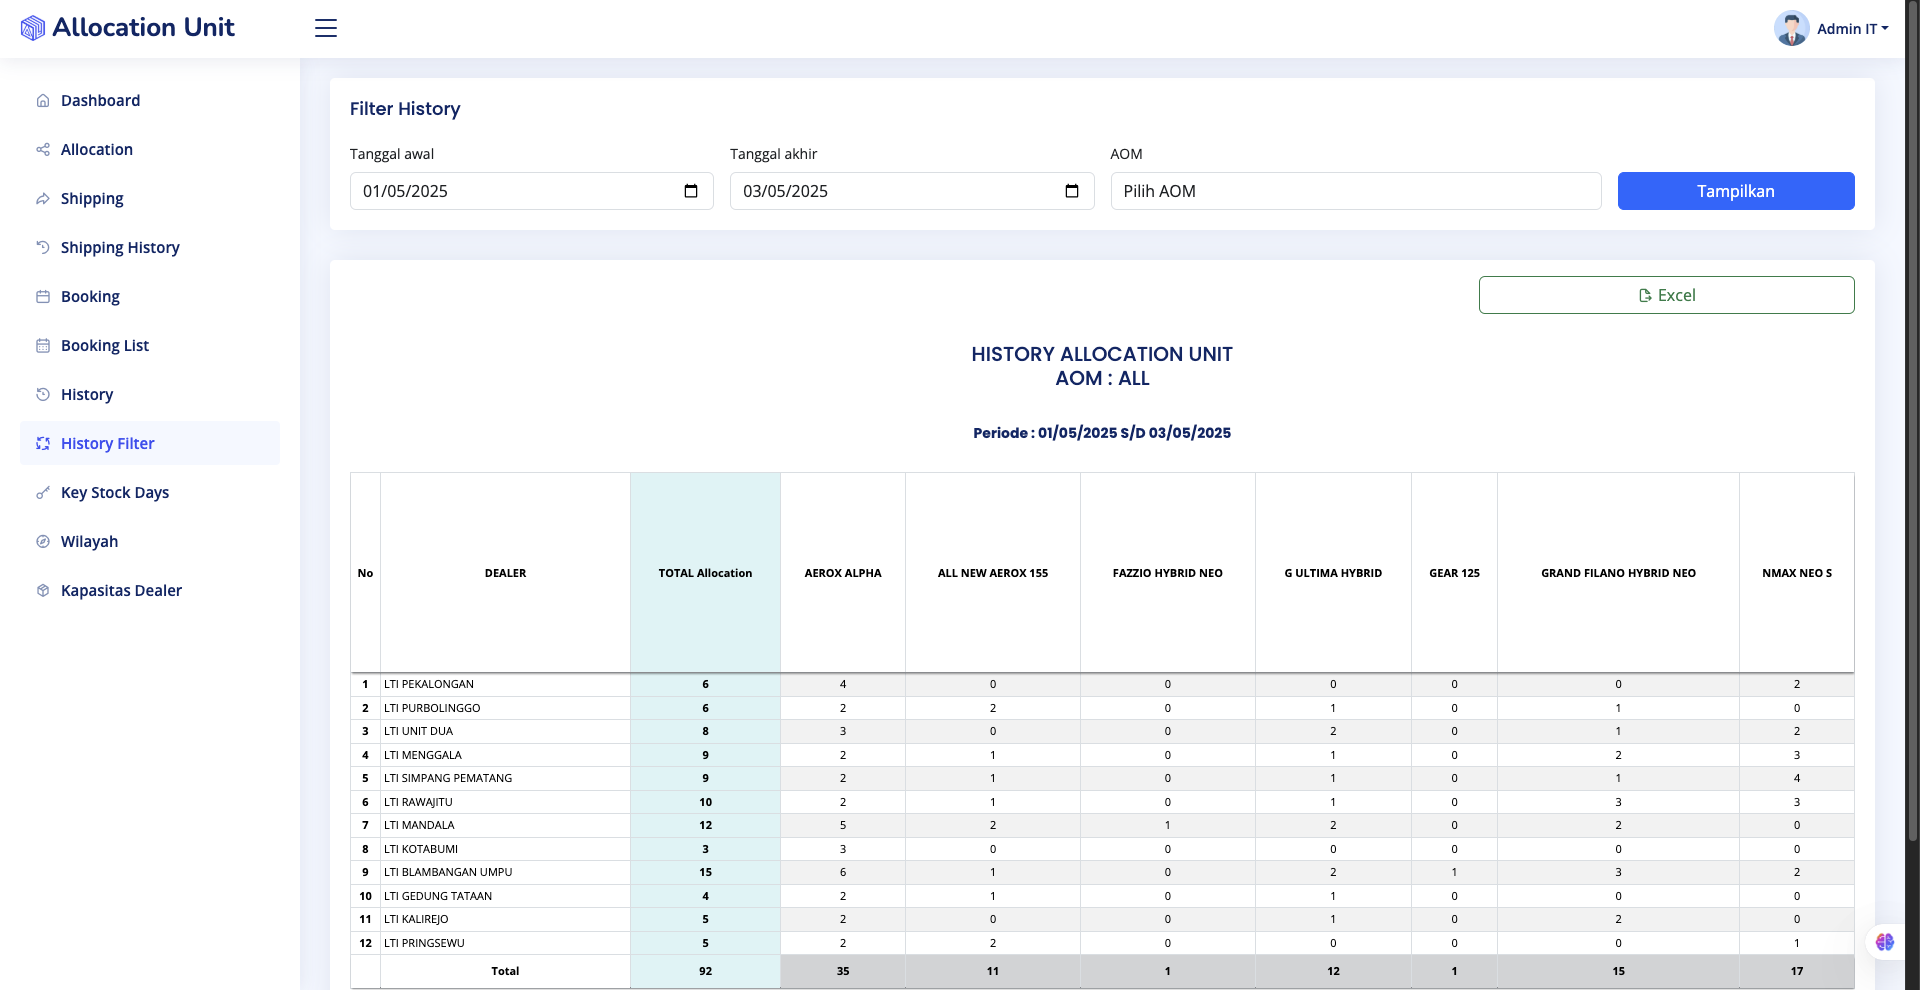 Allocation Unit
Admin IT
Dashboard
Allocation
Shipping
Shipping History
Booking
Booking List
History
History Filter
Key Stock Days
Wilayah
Kapasitas Dealer
Filter History
Tanggal awal Tanggal akhir AOM
01/05/2025 03/05/2025 Pilih AOM Tampilkan
Excel
HISTORY ALLOCATION UNIT
AOM : ALL
Periode : 01/05/2025 S/D 03/05/2025
No DEALER TOTAL Allocation AEROX ALPHA ALL NEW AEROX 155 FAZZIO HYBRID NEO G ULTIMA HYBRID GEAR 125 GRAND FILANO HYBRID NEO NMAX NEO S
1 LTI PEKALONGAN 6 4 0 0 0 0 0 2
2 LTI PURBOLINGGO 6 2 2 0 1 0 1 0
3 LTI UNIT DUA 8 3 0 0 2 0 1 2
4 LTI MENGGALA 9 2 1 0 1 0 2 3
5 LTI SIMPANG PEMATANG 9 2 1 0 1 0 1 4
6 LTI RAWAJITU 10 2 1 0 1 0 3 3
7 LTI MANDALA 12 5 2 1 2 0 2 0
8 LTI KOTABUMI 3 3 0 0 0 0 0 0
9 LTI BLAMBANGAN UMPU 15 6 1 0 2 1 3 2
10 LTI GEDUNG TATAAN 4 2 1 0 1 0 0 0
11 LTI KALIREJO 5 2 0 0 1 0 2 0
12 LTI PRINGSEWU 5 2 2 0 0 0 0 1
Total 92 35 11 1 12 1 15 17